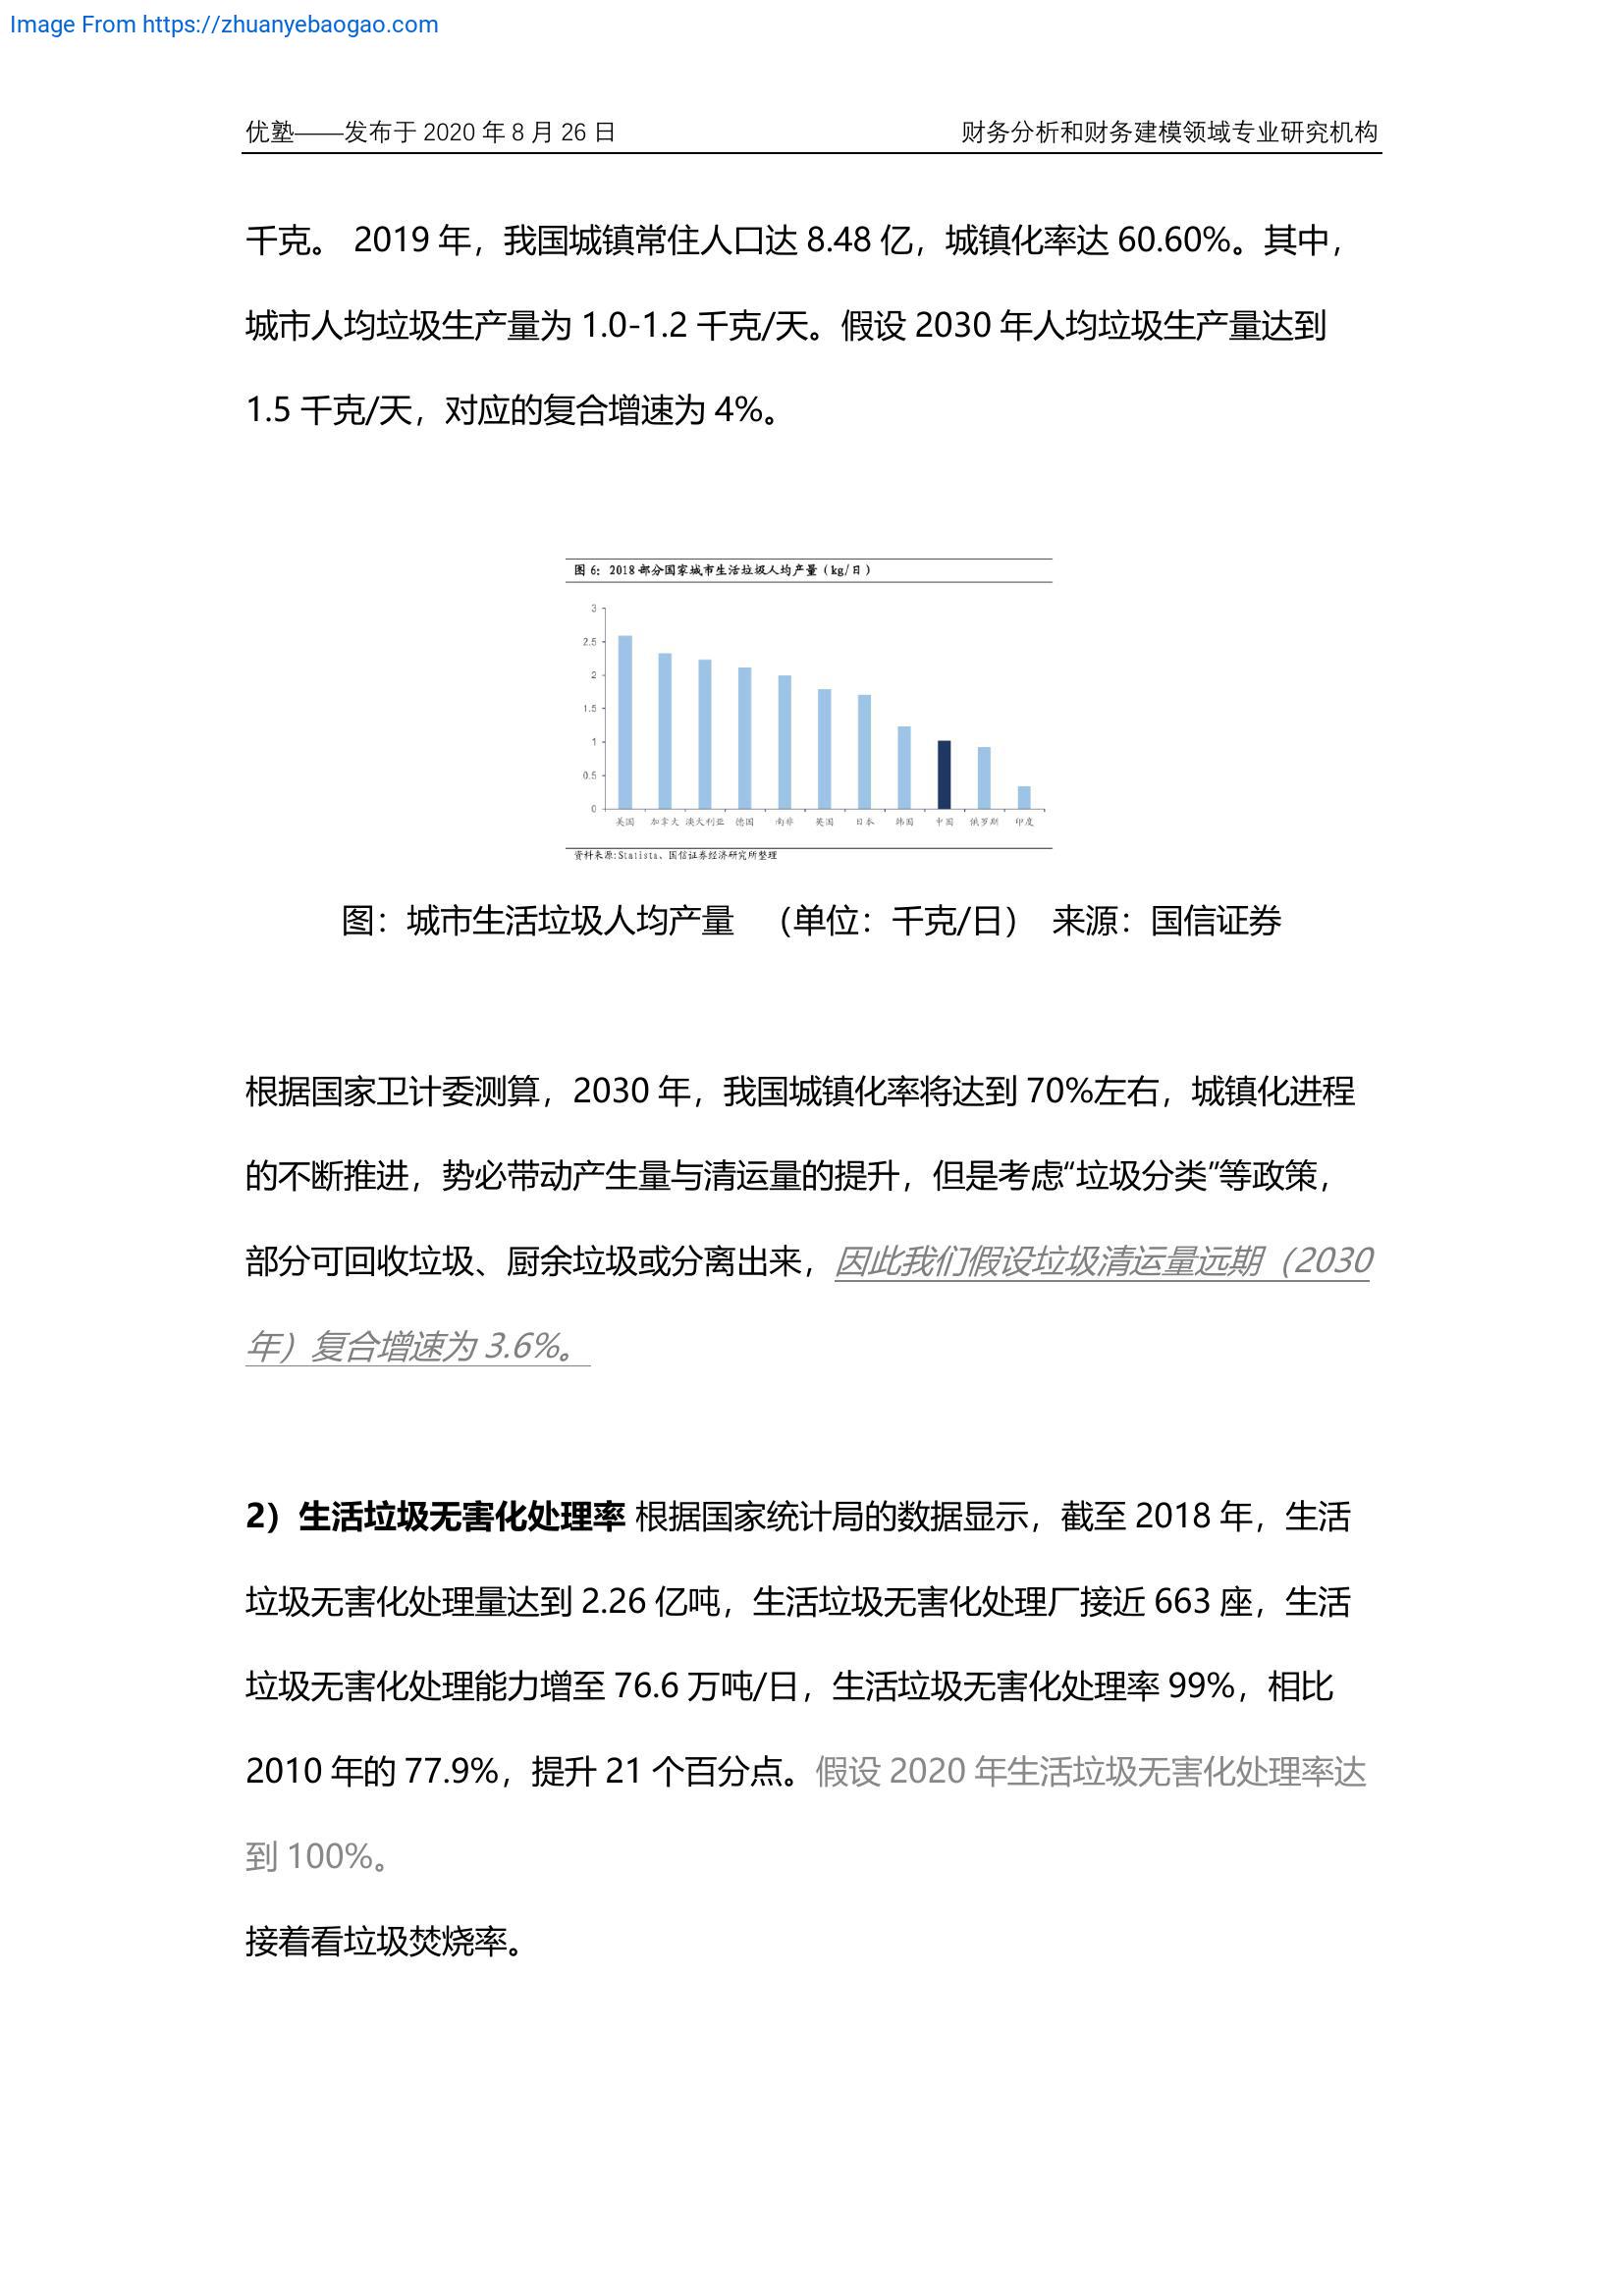 Image From https://zhuanyebaogao.com
优塾——发布于 2020 年 8 月 26 日 财务分析和财务建模领域专业研究机构
千克。 2019 年，我国城镇常住人口达 8.48 亿，城镇化率达 60.60%。其中，
城市人均垃圾生产量为 1.0-1.2 千克/天。假设 2030 年人均垃圾生产量达到
1.5 千克/天，对应的复合增速为 4%。
图 6：2018 部分国家城市生活垃圾人均产量（kg/日）
3
2.5
2
1.5
1
0.5
0
美国 加拿大 澳大利亚 德国 南非 英国 日本 韩国 中国 俄罗斯 印度
资料来源:Statista、国信证券经济研究所整理
图：城市生活垃圾人均产量 （单位：千克/日） 来源：国信证券
根据国家卫计委测算，2030 年，我国城镇化率将达到 70%左右，城镇化进程
的不断推进，势必带动产生量与清运量的提升，但是考虑“垃圾分类”等政策，
部分可回收垃圾、厨余垃圾或分离出来，因此我们假设垃圾清运量远期（2030
年）复合增速为 3.6%。
2）生活垃圾无害化处理率 根据国家统计局的数据显示，截至 2018 年，生活
垃圾无害化处理量达到 2.26 亿吨，生活垃圾无害化处理厂接近 663 座，生活
垃圾无害化处理能力增至 76.6 万吨/日，生活垃圾无害化处理率 99%，相比
2010 年的 77.9%，提升 21 个百分点。假设 2020 年生活垃圾无害化处理率达
到 100%。
接着看垃圾焚烧率。